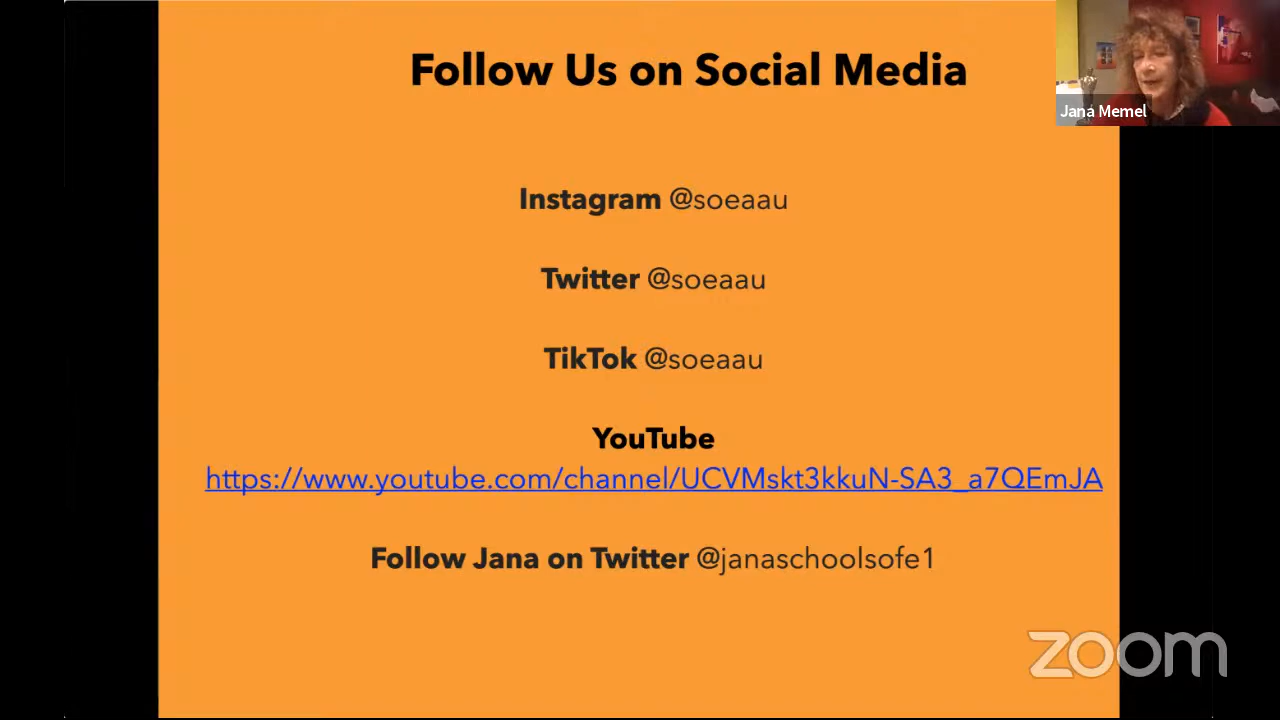 Follow Us on Social Media
Jana Memel
Instagram @soeaau
Twitter @soeaau
TikTok @soeaau
YouTube
https://www.youtube.com/channel/UCVMskt3kkuN-SA3_a7QEmJA
Follow Jana on Twitter @janaschoolsofe1
zoom